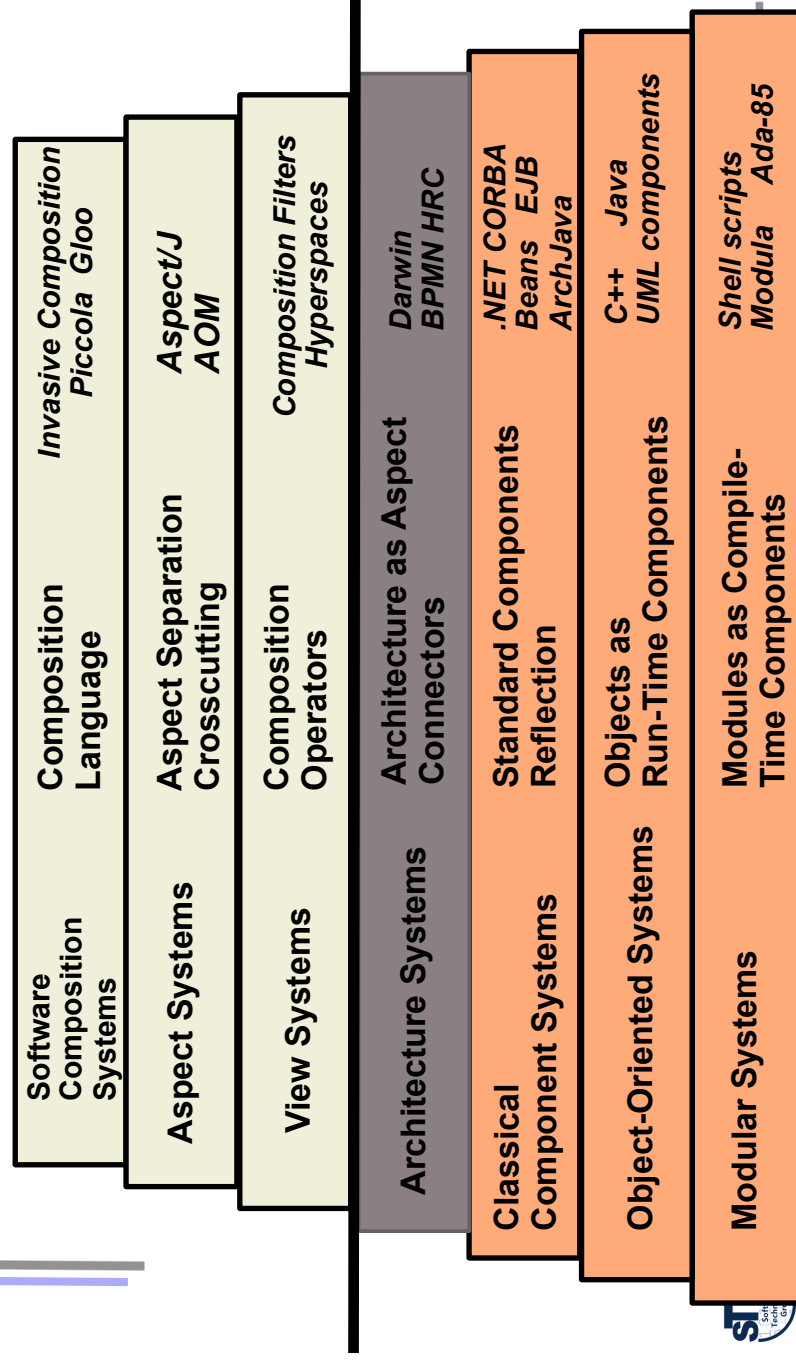 Software
Composition
Systems
Composition
Language
Invasive Composition
Piccola Gloo
Aspect Systems
Aspect Separation
Crosscutting
Aspect/J
AOM
View Systems
Composition
Operators
Composition Filters
Hyperspaces
Architecture Systems
Architecture as Aspect
Connectors
Darwin
BPMN HRC
Classical
Component Systems
Standard Components
Reflection
.NET CORBA
Beans EJB
ArchJava
Object-Oriented Systems
Objects as
Run-Time Components
C++ Java
UML components
Modular Systems
Modules as Compile-
Time Components
Shell scripts
Modula Ada-85
ST